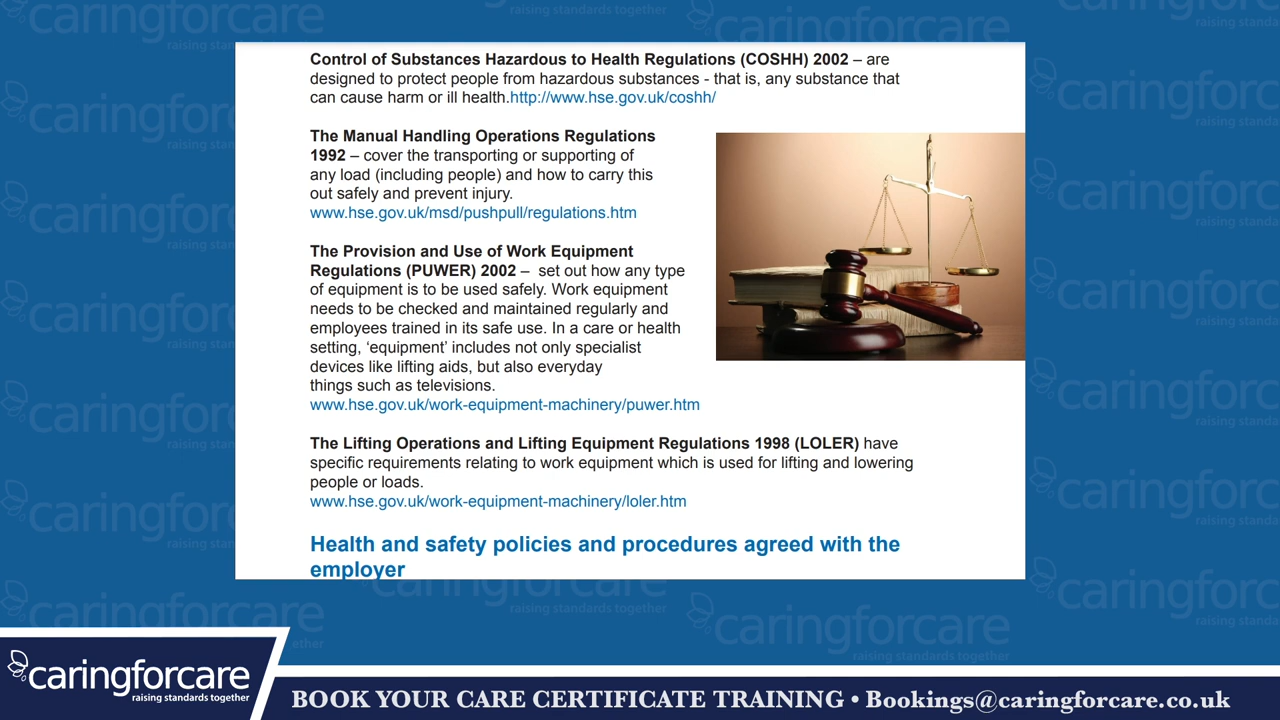 Control of Substances Hazardous to Health Regulations (COSHH) 2002 – are
designed to protect people from hazardous substances - that is, any substance that
can cause harm or ill health.http://www.hse.gov.uk/coshh/
The Manual Handling Operations Regulations
1992 – cover the transporting or supporting of
any load (including people) and how to carry this
out safely and prevent injury.
www.hse.gov.uk/msd/pushpull/regulations.htm
The Provision and Use of Work Equipment
Regulations (PUWER) 2002 – set out how any type
of equipment is to be used safely. Work equipment
needs to be checked and maintained regularly and
employees trained in its safe use. In a care or health
setting, ‘equipment’ includes not only specialist
devices like lifting aids, but also everyday
things such as televisions.
www.hse.gov.uk/work-equipment-machinery/puwer.htm
The Lifting Operations and Lifting Equipment Regulations 1998 (LOLER) have
specific requirements relating to work equipment which is used for lifting and lowering
people or loads.
www.hse.gov.uk/work-equipment-machinery/loler.htm
Health and safety policies and procedures agreed with the
employer
caringforcare
raising standards together
BOOK YOUR CARE CERTIFICATE TRAINING • Bookings@caringforcare.co.uk